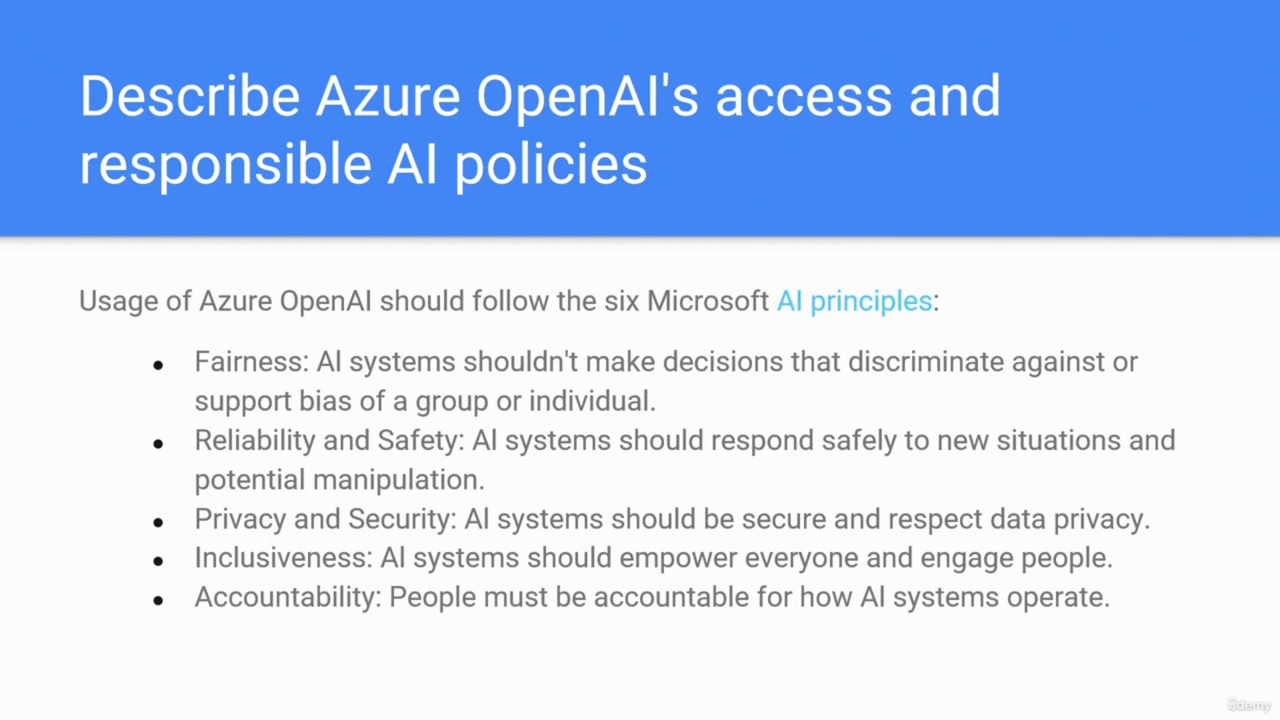 Describe Azure OpenAI's access and
responsible AI policies
Usage of Azure OpenAI should follow the six Microsoft AI principles:
• Fairness: AI systems shouldn't make decisions that discriminate against or
support bias of a group or individual.
• Reliability and Safety: AI systems should respond safely to new situations and
potential manipulation.
• Privacy and Security: AI systems should be secure and respect data privacy.
• Inclusiveness: AI systems should empower everyone and engage people.
• Accountability: People must be accountable for how AI systems operate.
ûdemy